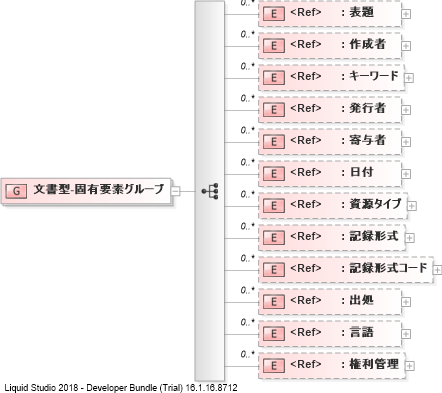 0..*
E <Ref> : 表題
0..*
E <Ref> : 作成者
0..*
E <Ref> : キーワード
0..*
E <Ref> : 発行者
0..*
E <Ref> : 寄与者
0..*
G 文書型-固有要素グループ
E <Ref> : 日付
0..*
E <Ref> : 資源タイプ
0..*
E <Ref> : 記録形式
0..*
E <Ref> : 記録形式コード
0..*
E <Ref> : 出処
0..*
E <Ref> : 言語
0..*
E <Ref> : 権利管理
Liquid Studio 2018 - Developer Bundle (Trial) 16.1.16.8712